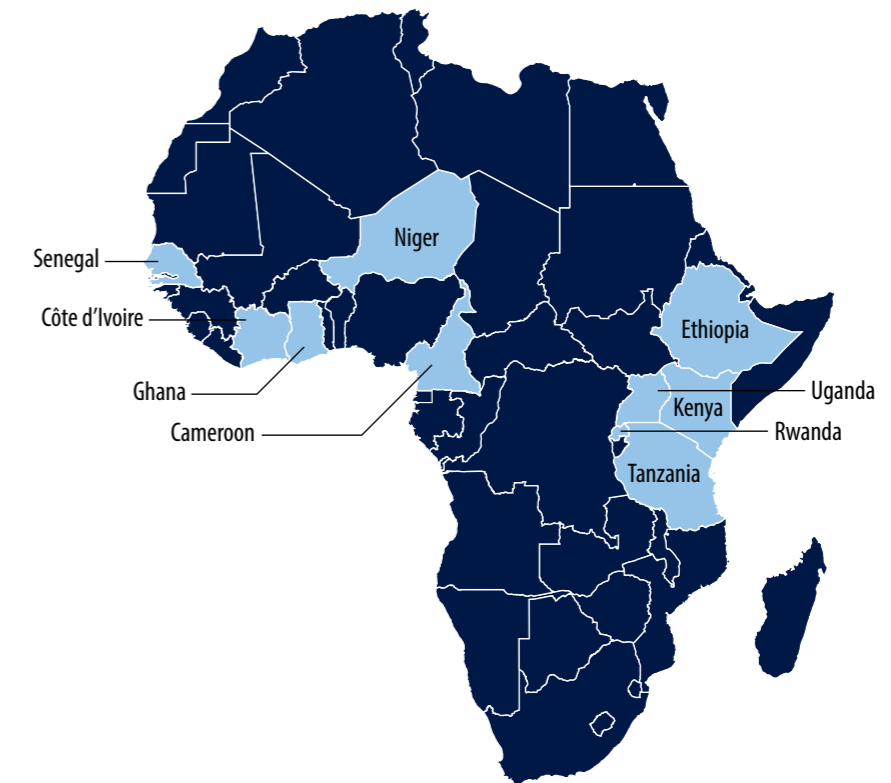 Niger
Senegal
Côte d’Ivoire
Ethiopia
Ghana
Uganda
Kenya
Cameroon
Rwanda
Tanzania